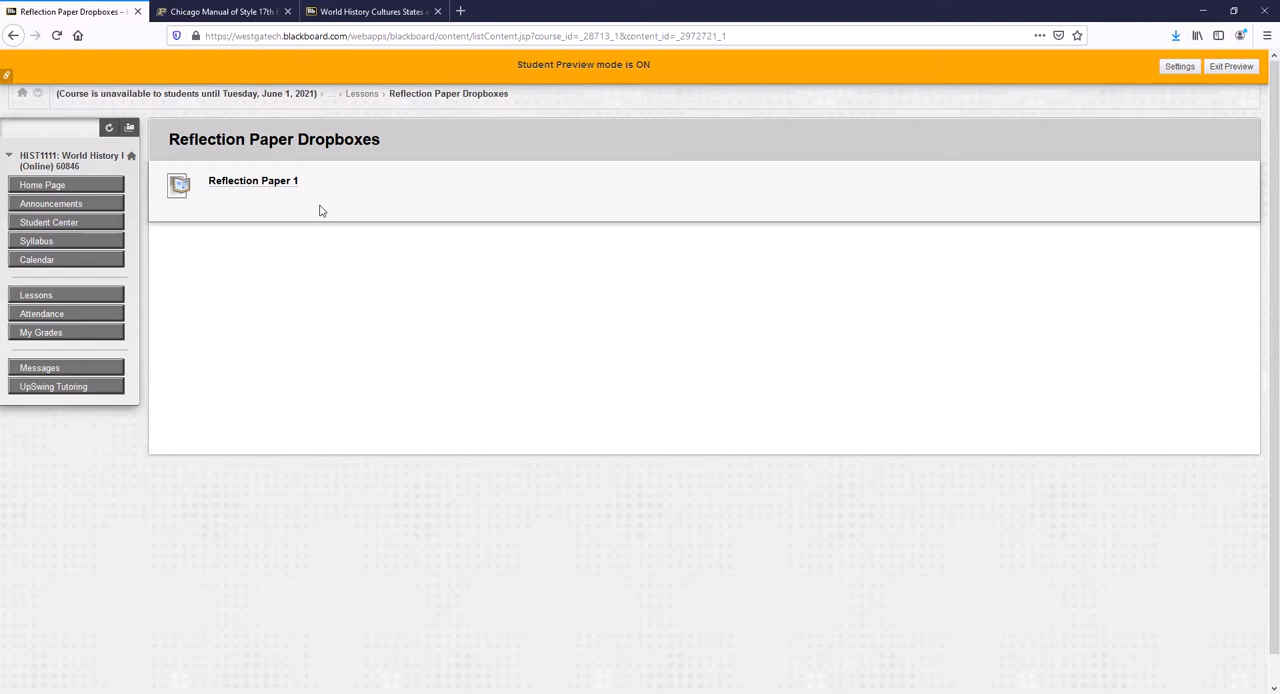 Reflection Paper Dropboxes –
Chicago Manual of Style 17th
World History Cultures States
https://westgatech.blackboard.com/webapps/blackboard/content/listContent.jsp?course_id=_28713_1&content_id=_2972721_1
Student Preview mode is ON
Settings
Exit Preview
(Course is unavailable to students until Tuesday, June 1, 2021) › ... › Lessons › Reflection Paper Dropboxes
HIST1111: World History I
(Online) 60846
Home Page
Announcements
Student Center
Syllabus
Calendar
Lessons
Attendance
My Grades
Messages
UpSwing Tutoring
Reflection Paper Dropboxes
Reflection Paper 1